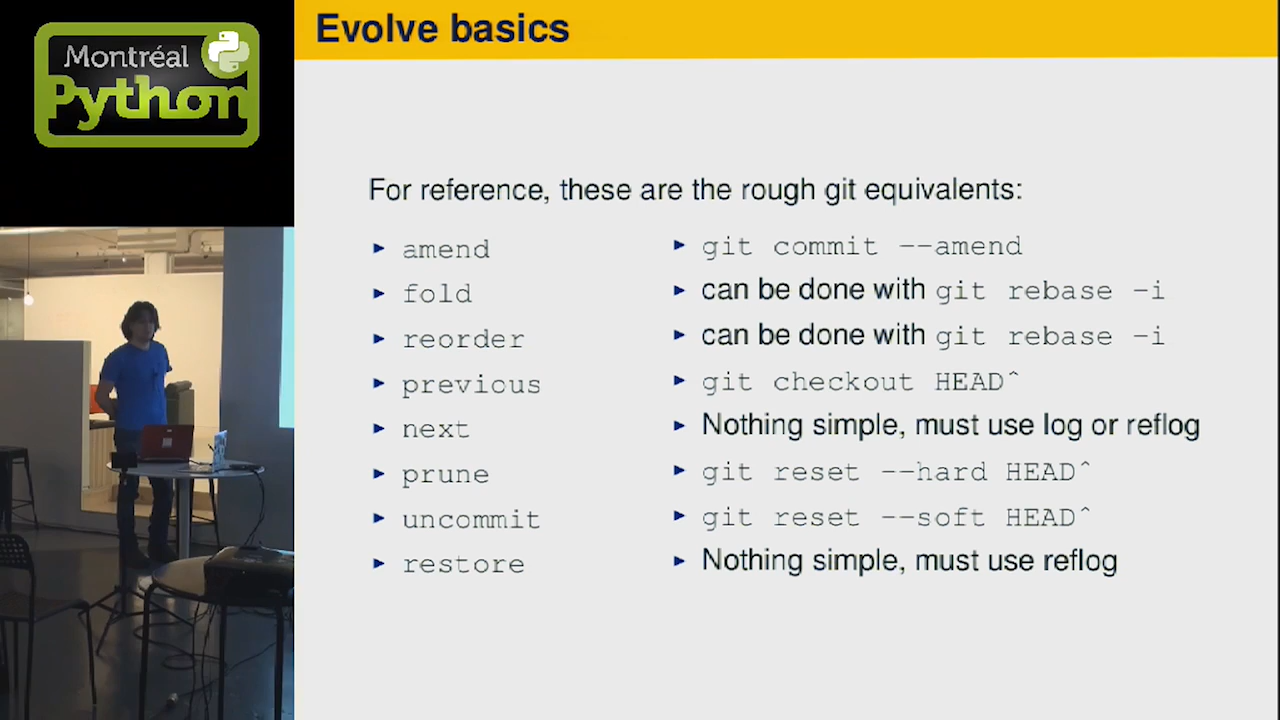 Montréal
Python
Evolve basics
For reference, these are the rough git equivalents:
▸ amend ▸ git commit --amend
▸ fold ▸ can be done with git rebase -i
▸ reorder ▸ can be done with git rebase -i
▸ previous ▸ git checkout HEAD^
▸ next ▸ Nothing simple, must use log or reflog
▸ prune ▸ git reset --hard HEAD^
▸ uncommit ▸ git reset --soft HEAD^
▸ restore ▸ Nothing simple, must use reflog